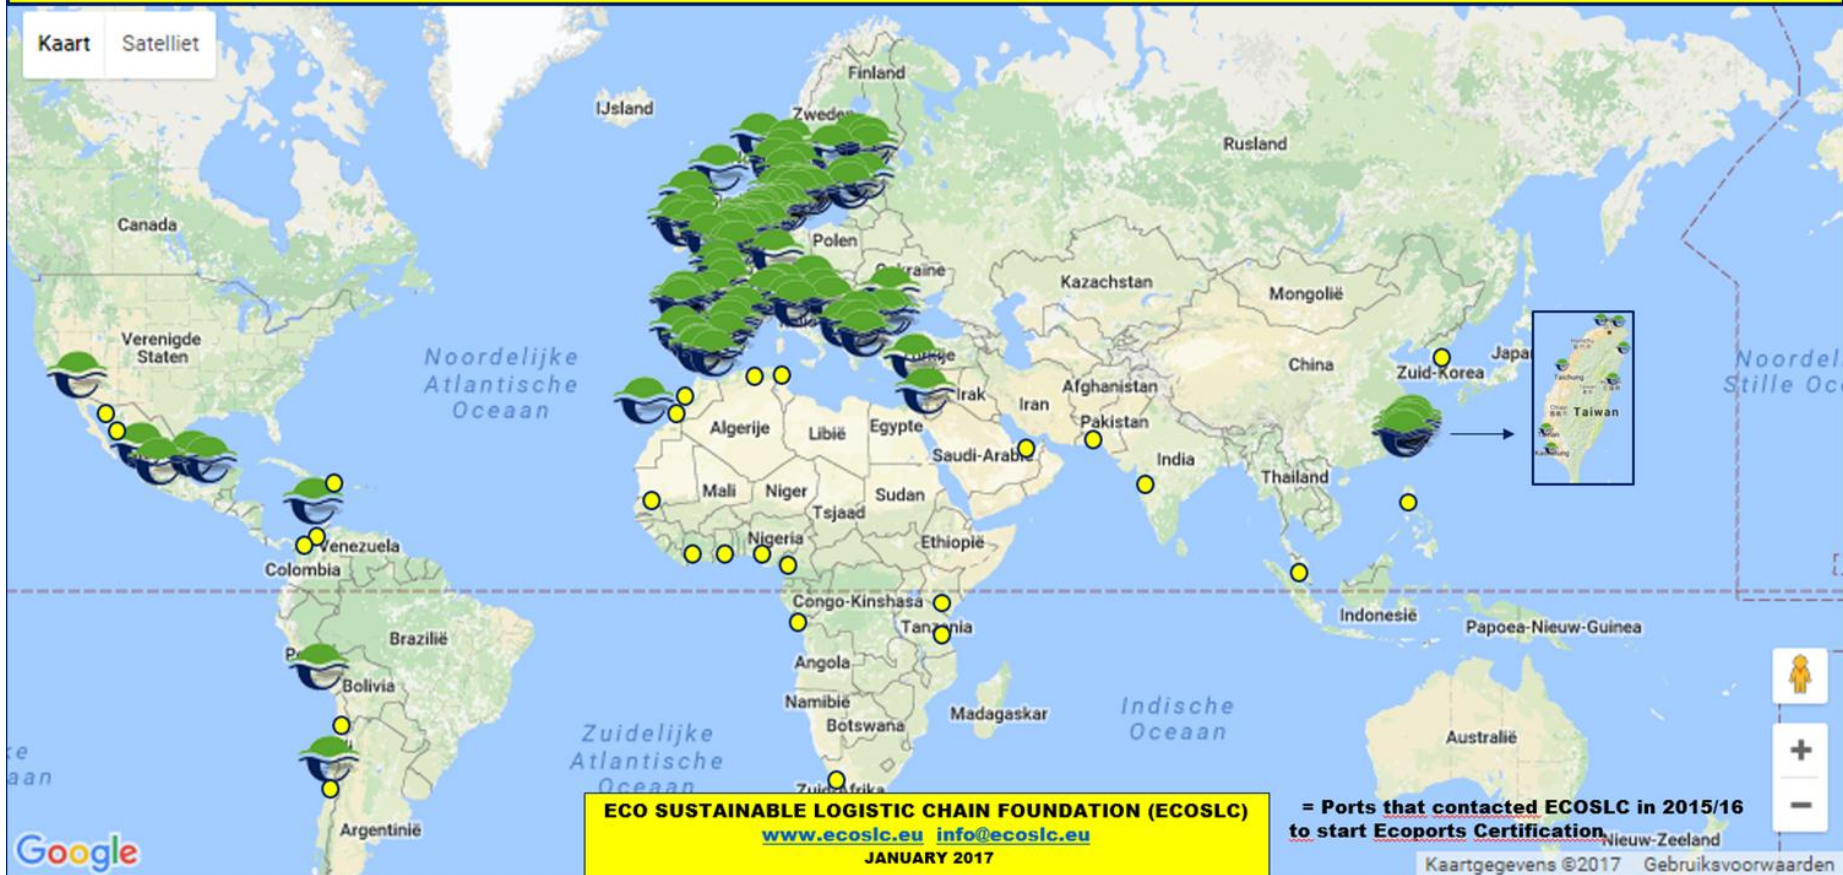 Kaart Satelliet
Finland
IJsland
Zweden
Rusland
Canada
Polen
Oekraïne
Kazachstan
Mongolië
Verenigde
Staten
Noordelijke
Atlantische
Oceaan
China
Japan
Zuid-Korea
Noordel
Stille Oc
Turkije
Irak
Iran
Afghanistan
Pakistan
Algerije
Libië
Egypte
Saudi-Arabië
India
Thailand
Taichung
Taiwan
Mali
Niger
Tsjaad
Sudan
Nigeria
Ethiopië
Venezuela
Colombia
Congo-Kinshasa
Tanzania
Indonesië
Papoea-Nieuw-Guinea
Brazilië
Angola
Bolivia
Namibië
Botswana
Madagaskar
Indische
Oceaan
Australië
Zuidelijke
Atlantische
Oceaan
Zuid-Afrika
Argentinië
ke
aan
ECO SUSTAINABLE LOGISTIC CHAIN FOUNDATION (ECOSLC)
www.ecoslc.eu info@ecoslc.eu
JANUARY 2017
= Ports that contacted ECOSLC in 2015/16
to start Ecoports Certification
Nieuw-Zeeland
Google
Kaartgegevens ©2017 Gebruiksvoorwaarden